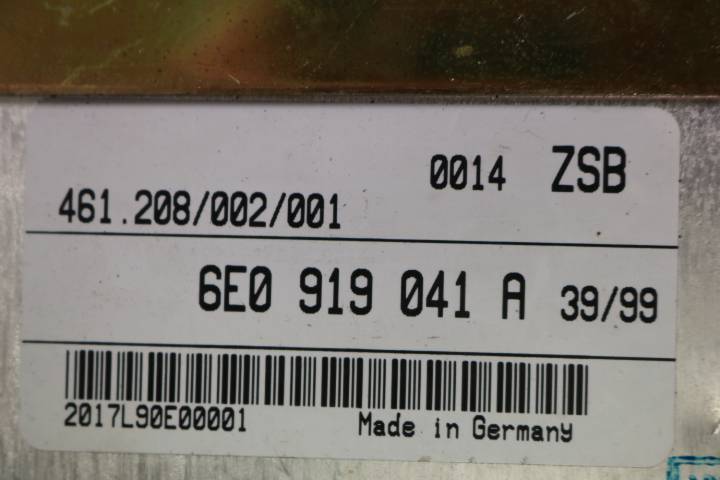 0014 ZSB
461.208/002/001
6E0 919 041 A 39/99
2017L90E00001
Made in Germany